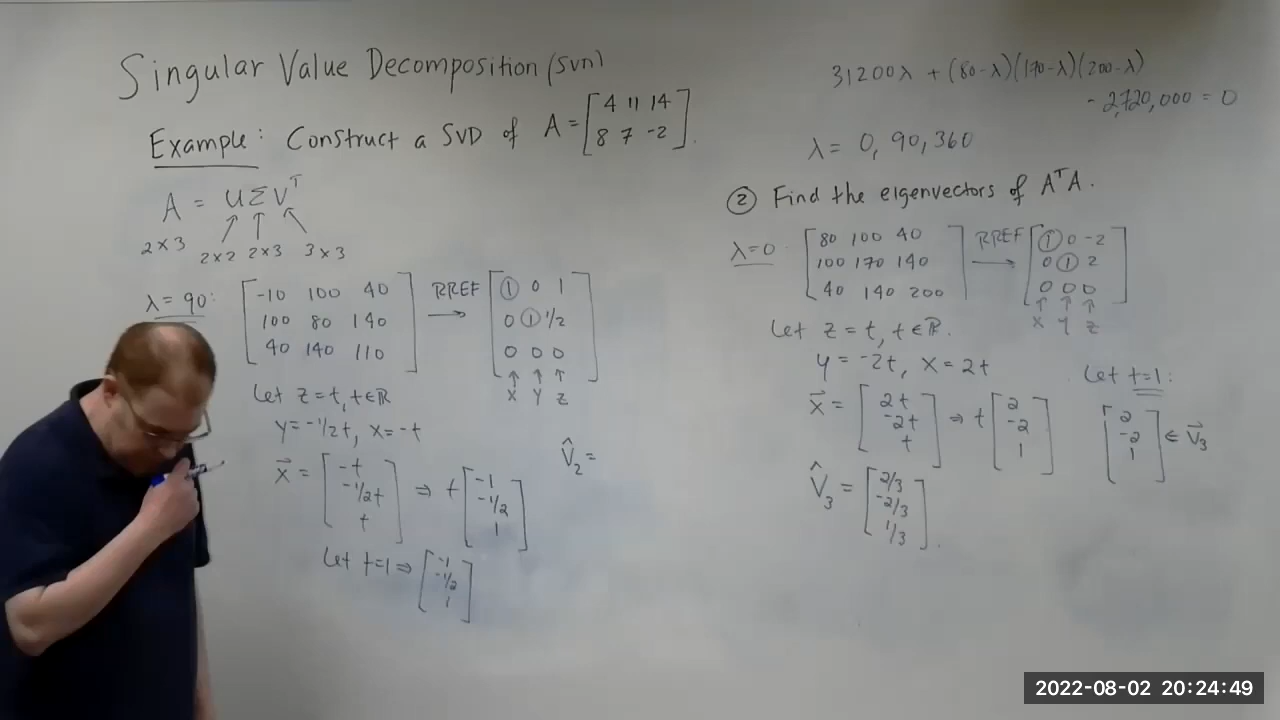 Singular Value Decomposition (SVD)
Example: Construct a SVD of A = [4 11 14
8 7 -2].
A = UΣVᵀ
2×3 2×2 2×3 3×3
λ = 90:
[-10 100 40
100 80 140
40 140 110]
RREF →
[1 0 1
0 1 1/2
0 0 0]
↑ ↑ ↑
X Y Z
Let z = t, t ∈ ℝ
y = -1/2t, x = -t
x⃗ = [-t
-1/2t
t]
⇒ t [-1
-1/2
1]
Let t=1 ⇒ [-1
-1/2
1]
V̂₂ =
31200λ + (80-λ)(170-λ)(200-λ)
- 2,720,000 = 0
λ = 0, 90, 360
② Find the eigenvectors of AᵀA.
λ=0
[80 100 40
100 170 140
40 140 200]
RREF →
[1 0 -2
0 1 2
0 0 0]
↑ ↑ ↑
X Y Z
Let z = t, t ∈ ℝ.
y = -2t, x = 2t
x⃗ = [2t
-2t
t]
⇒ t [2
-2
1]
Let t=1:
[2
-2
1] ∈ V⃗₃
V̂₃ = [2/3
-2/3
1/3].
2022-08-02 20:24:49